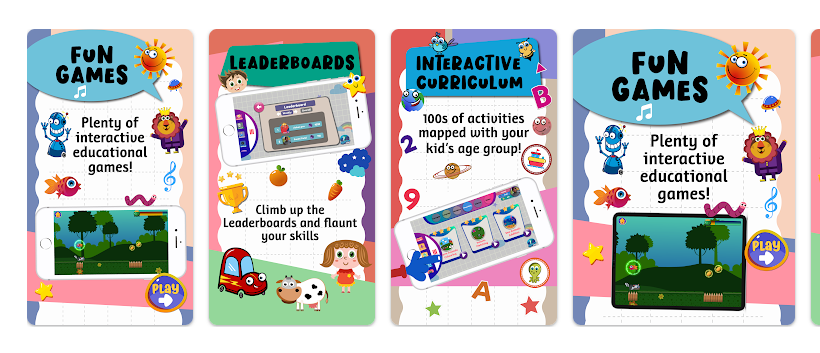 FUN
GAMES
Plenty of
interactive
educational
games!
PLAY
LEADERBOARDS
Leaderboard
Climb up the
Leaderboards and flaunt
your skills
INTERACTIVE
CURRICULUM
B
100s of activities
mapped with your
kid's age group!
2
9
A
FUN
GAMES
Plenty of
interactive
educational
games!
PLAY